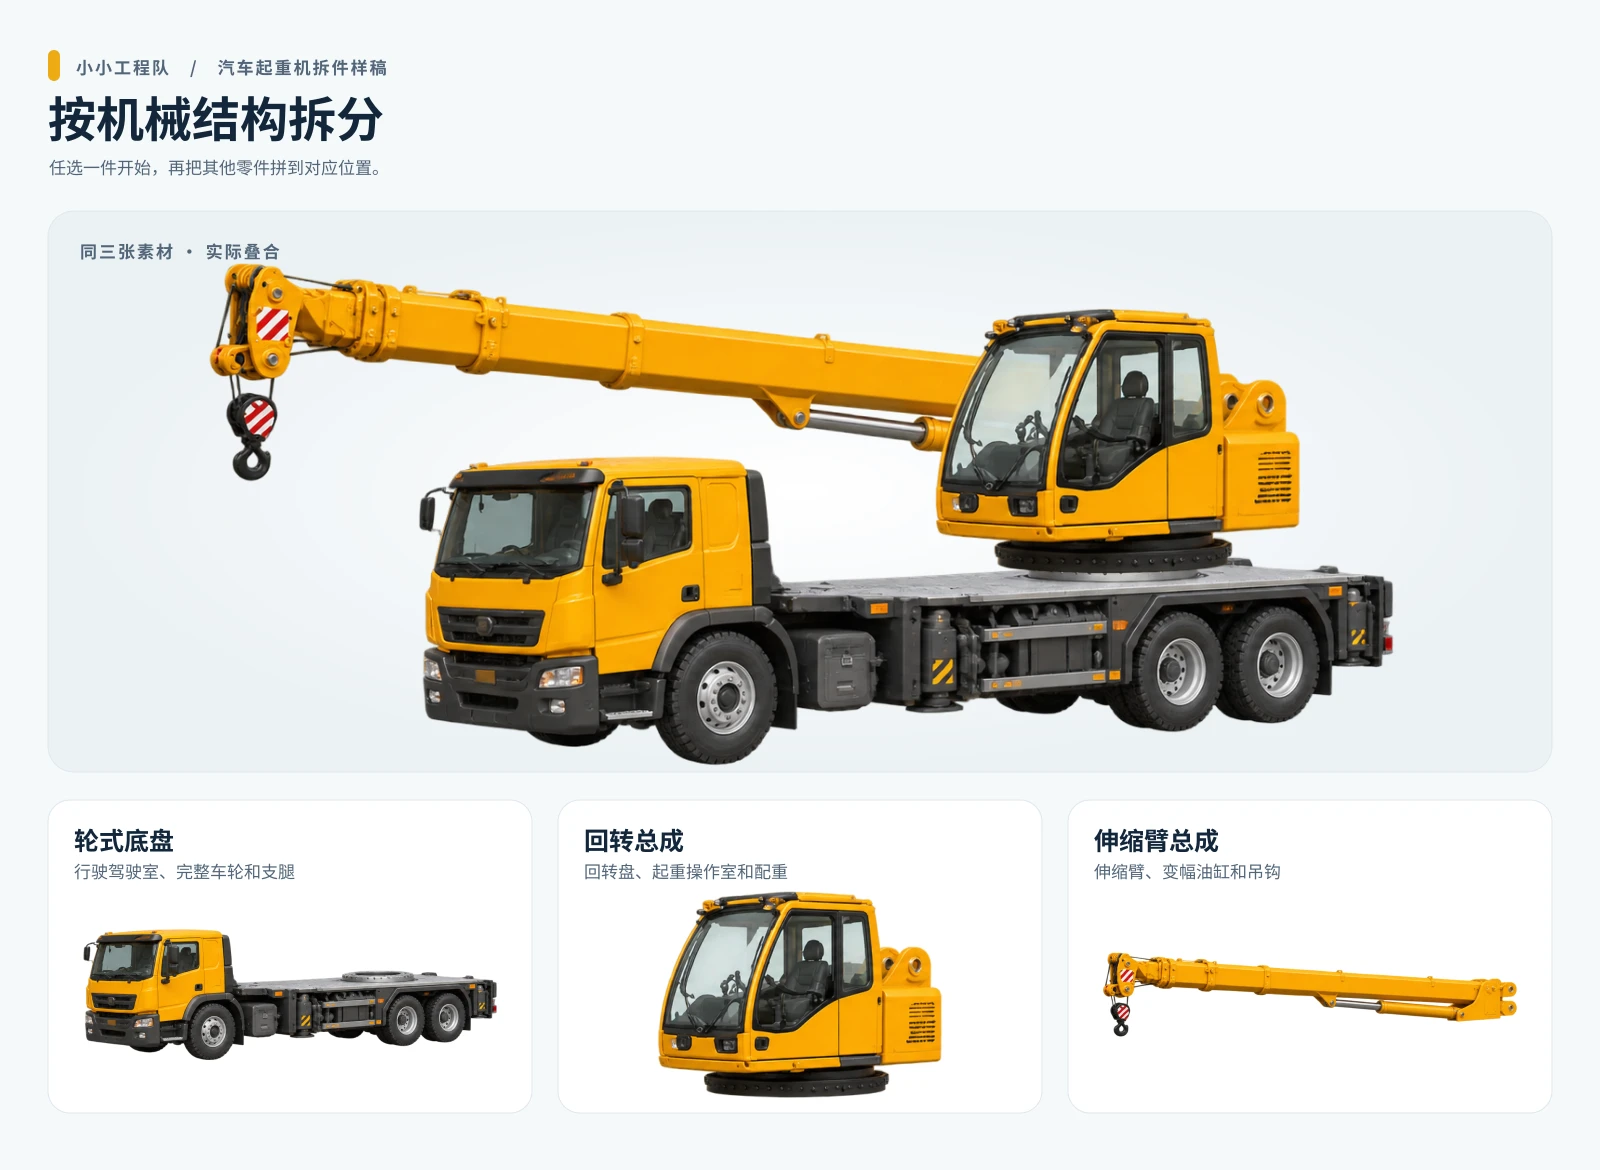 小小工程队 / 汽车起重机拆件样稿
按机械结构拆分
任选一件开始，再把其他零件拼到对应位置。
同三张素材 • 实际叠合
轮式底盘
行驶驾驶室、完整车轮和支腿
回转总成
回转盘、起重操作室和配重
伸缩臂总成
伸缩臂、变幅油缸和吊钩